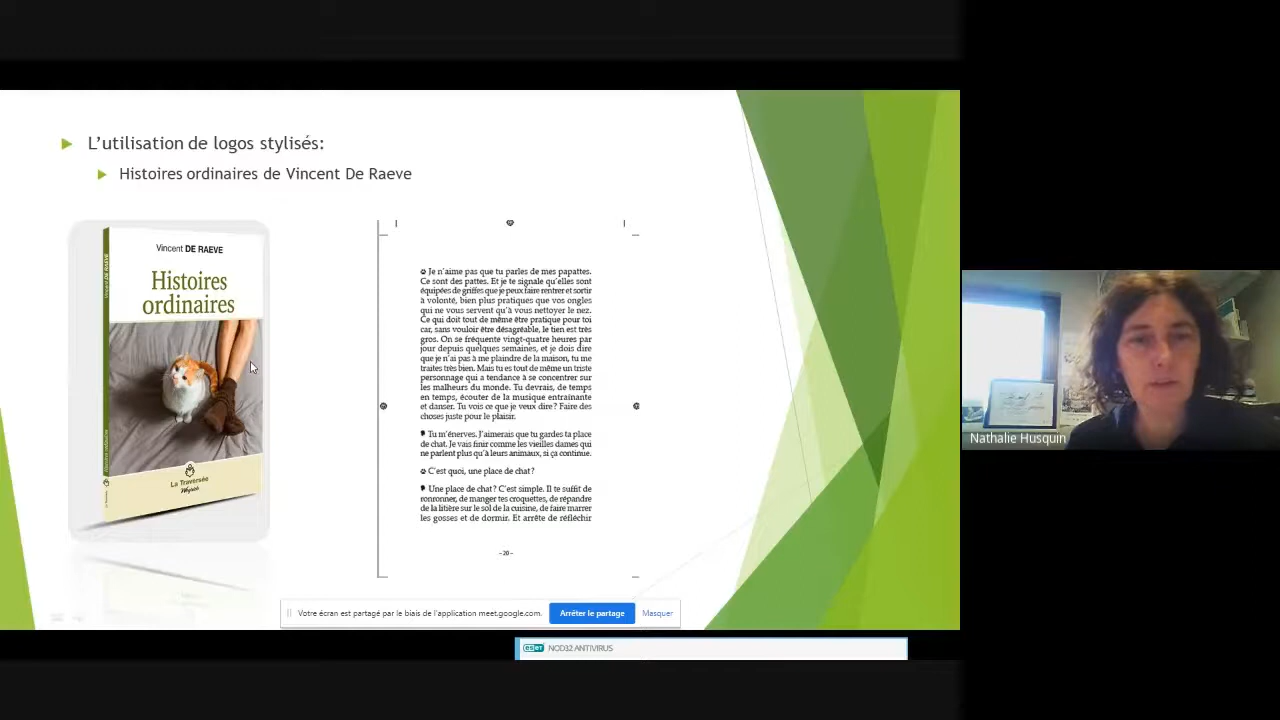 L’utilisation de logos stylisés:
Histoires ordinaires de Vincent De Raeve
Vincent DE RAEVE
Histoires
ordinaires
La Traversée
Weyrich
Je n’aime pas que tu parles de mes papattes.
Ce sont des pattes. Et je te signale qu’elles sont
équipées de griffes que je peux faire rentrer et sortir
à volonté, bien plus pratiques que vos ongles
qui ne vous servent qu’à vous nettoyer le nez.
Ce qui doit tout de même être pratique pour toi
car, sans vouloir être désagréable, le tien est très
gros. On se fréquente vingt-quatre heures par
jour depuis quelques semaines, et je dois dire
que je n’ai pas à me plaindre de la maison, tu me
traites très bien. Mais tu es tout de même un triste
personnage qui a tendance à se concentrer sur
les malheurs du monde. Tu devrais, de temps
en temps, écouter de la musique entraînante
et danser. Tu vois ce que je veux dire ? Faire des
choses juste pour le plaisir.
Tu m’énerves. J’aimerais que tu gardes ta place
de chat. Je vais finir comme les vieilles dames qui
ne parlent plus qu’à leurs animaux, si ça continue.
C’est quoi, une place de chat ?
Une place de chat ? C’est simple. Il te suffit de
ronronner, de manger tes croquettes, de répandre
de la litière sur le sol de la cuisine, de faire marrer
les gosses et de dormir. Et arrête de réfléchir
– 20 –
Votre écran est partagé par le biais de l'application meet.google.com.
Arrêter le partage
Masquer
eset NOD32 ANTIVIRUS
Nathalie Husquin